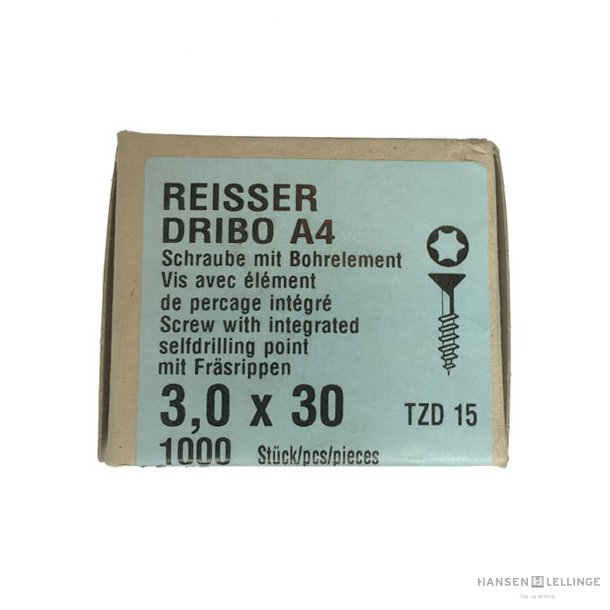 REISSER
DRIBO A4
Schraube mit Bohrelement
Vis avec élément
de percage intégré
Screw with integrated
selfdrilling point
mit Fräsrippen
3,0 x 30
TZD 15
1000 Stück/pcs/pieces
HANSEN LELLINGE